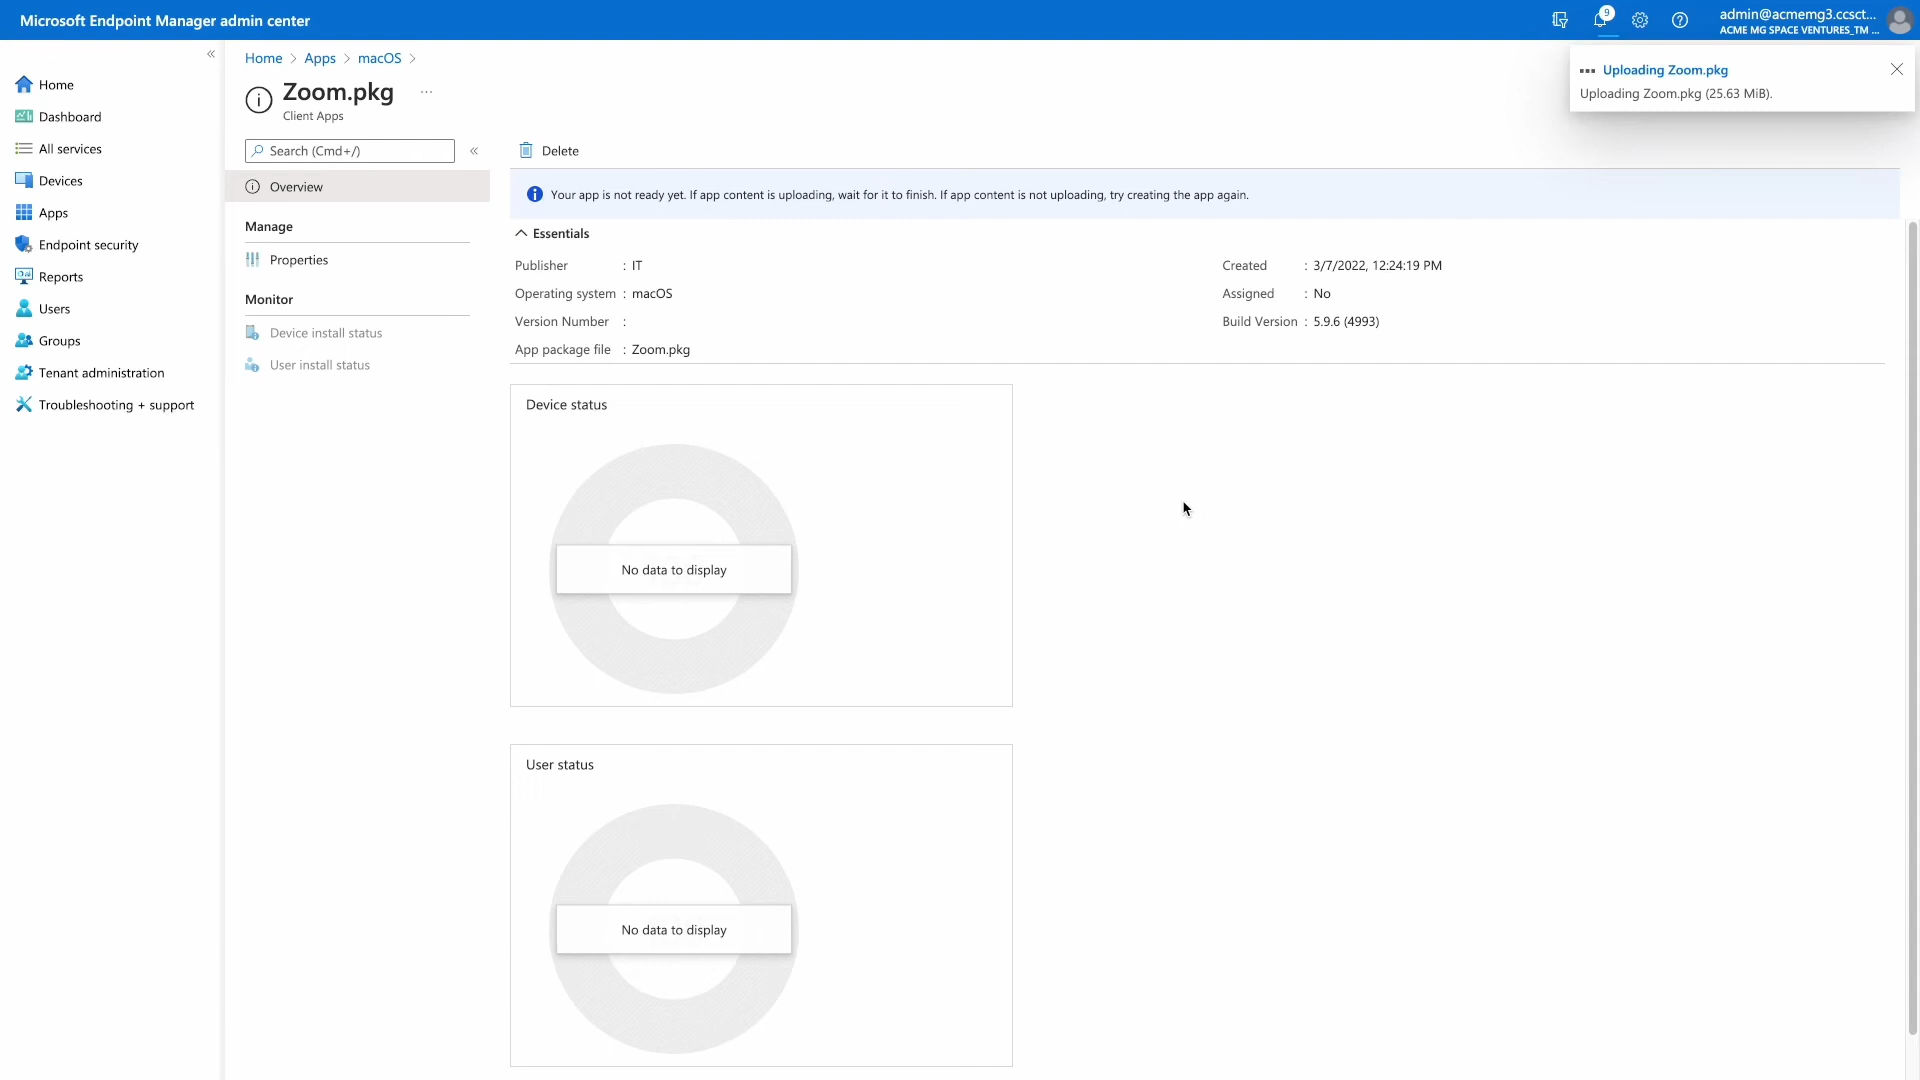 Microsoft Endpoint Manager admin center
9
admin@acmemg3.ccsct...
ACME MG SPACE VENTURES_TM ...
«
Home > Apps > macOS >
Uploading Zoom.pkg
Uploading Zoom.pkg (25.63 MiB).
Home
Dashboard
All services
Devices
Apps
Endpoint security
Reports
Users
Groups
Tenant administration
Troubleshooting + support
Zoom.pkg ...
Client Apps
Search (Cmd+/)
«
Overview
Manage
Properties
Monitor
Device install status
User install status
Delete
Your app is not ready yet. If app content is uploading, wait for it to finish. If app content is not uploading, try creating the app again.
Essentials
Publisher : IT
Operating system : macOS
Version Number :
App package file : Zoom.pkg
Created : 3/7/2022, 12:24:19 PM
Assigned : No
Build Version : 5.9.6 (4993)
Device status
No data to display
User status
No data to display